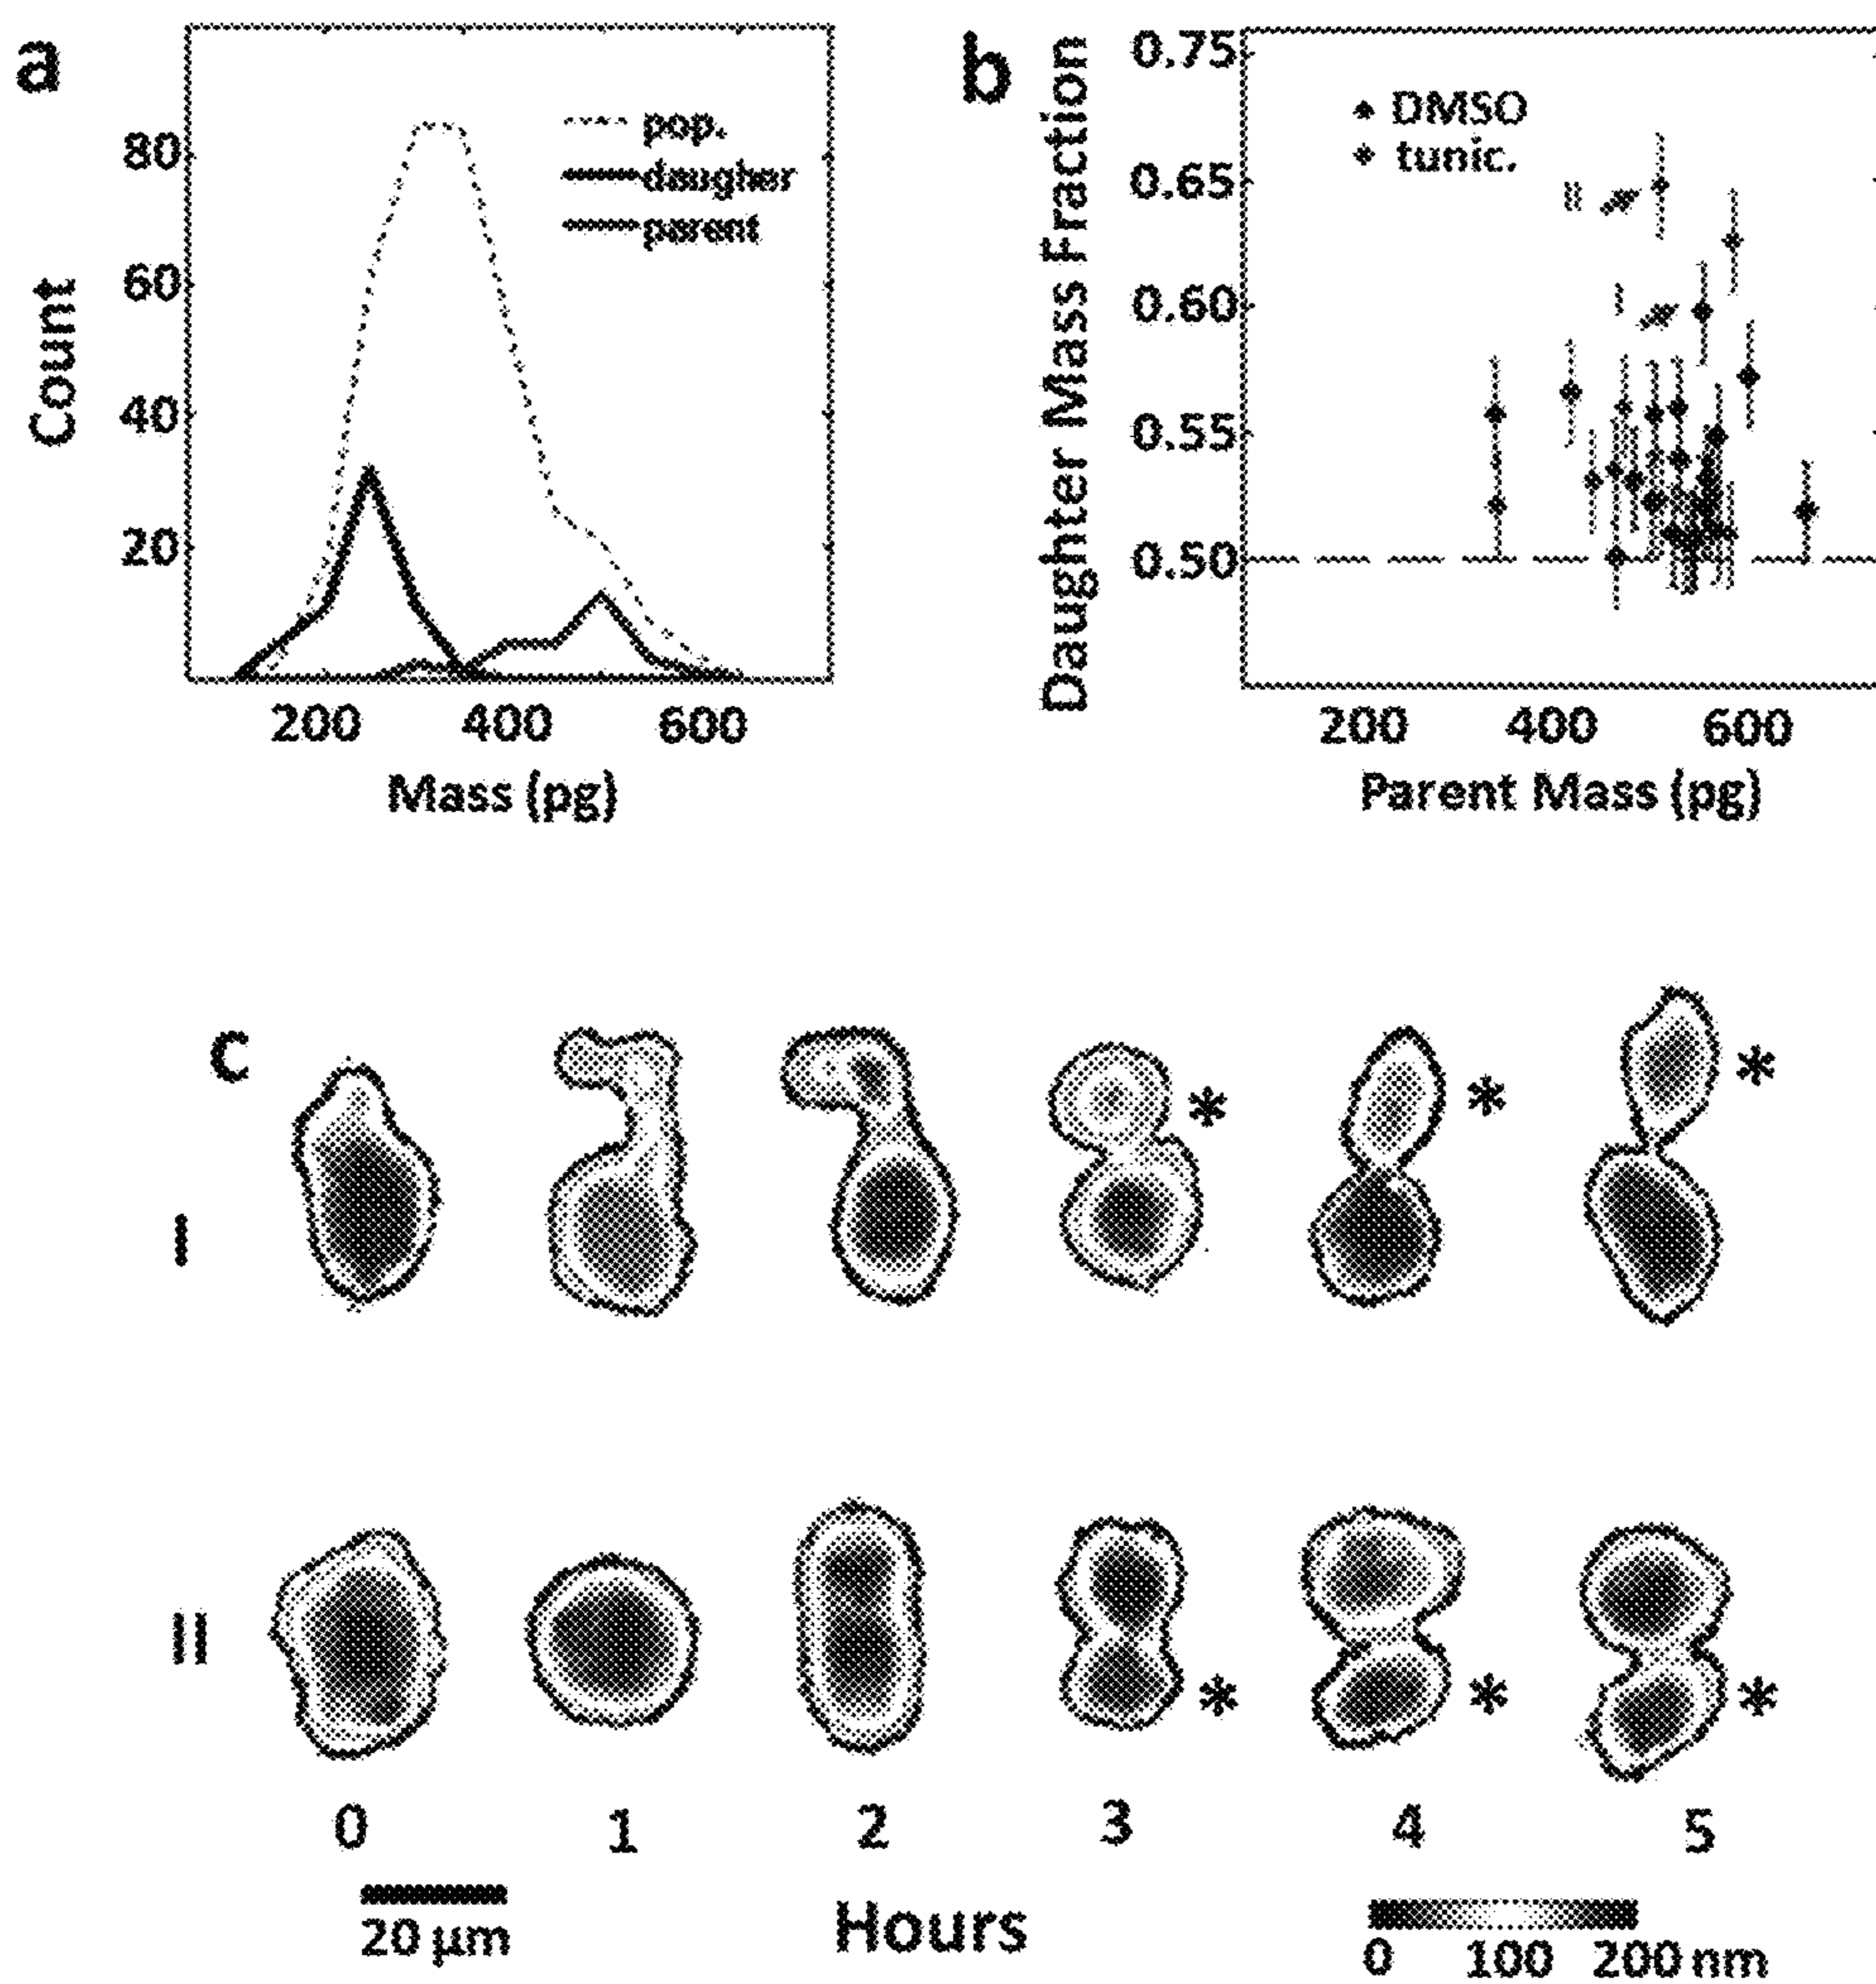 a
80
60
40
20
Count
pop.
daugher
parent
200 400 600
Mass (pg)
b
0.75
0.65
0.60
0.55
0.50
Daughter Mass Fraction
DMSO
tunic.
II
I
200 400 600
Parent Mass (pg)
c
I
* * *
II
* * *
0 1 2 3 4 5
20 μm
Hours
0 100 200 nm